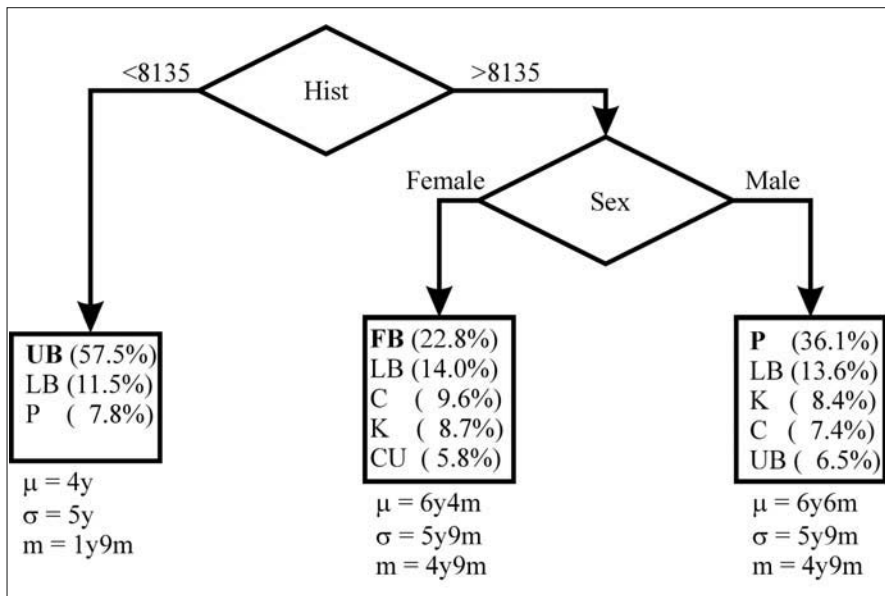 <8135
Hist
>8135
Female
Sex
Male
UB (57.5%)
LB (11.5%)
P ( 7.8%)
μ = 4y
σ = 5y
m = 1y9m
FB (22.8%)
LB (14.0%)
C ( 9.6%)
K ( 8.7%)
CU ( 5.8%)
μ = 6y4m
σ = 5y9m
m = 4y9m
P (36.1%)
LB (13.6%)
K ( 8.4%)
C ( 7.4%)
UB ( 6.5%)
μ = 6y6m
σ = 5y9m
m = 4y9m